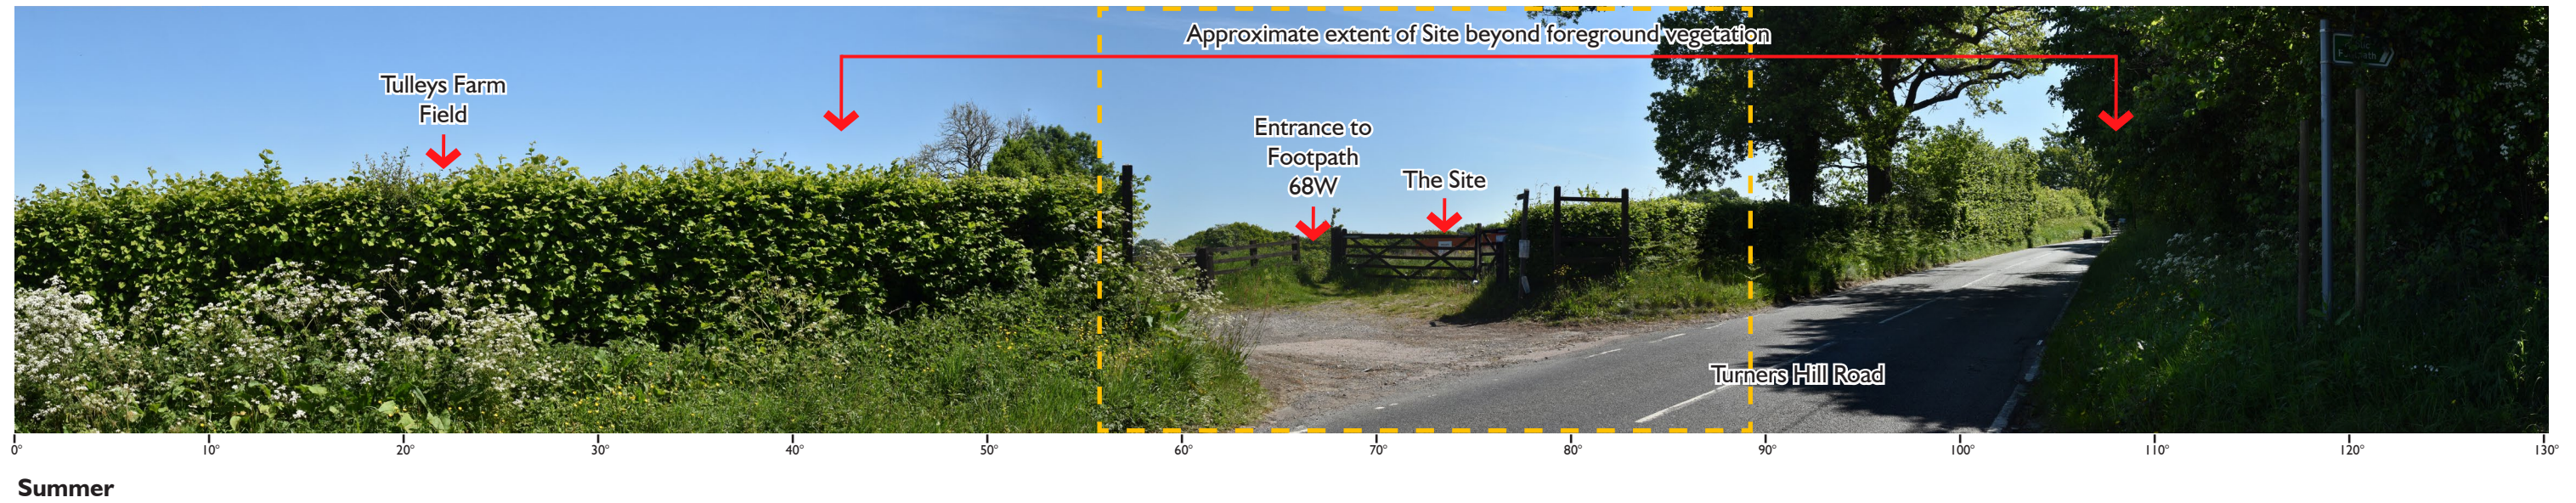 Approximate extent of Site beyond foreground vegetation
Tulleys Farm
Field
Entrance to
Footpath
68W
The Site
Turners Hill Road
0° 10° 20° 30° 40° 50° 60° 70° 80° 90° 100° 110° 120° 130°
Summer